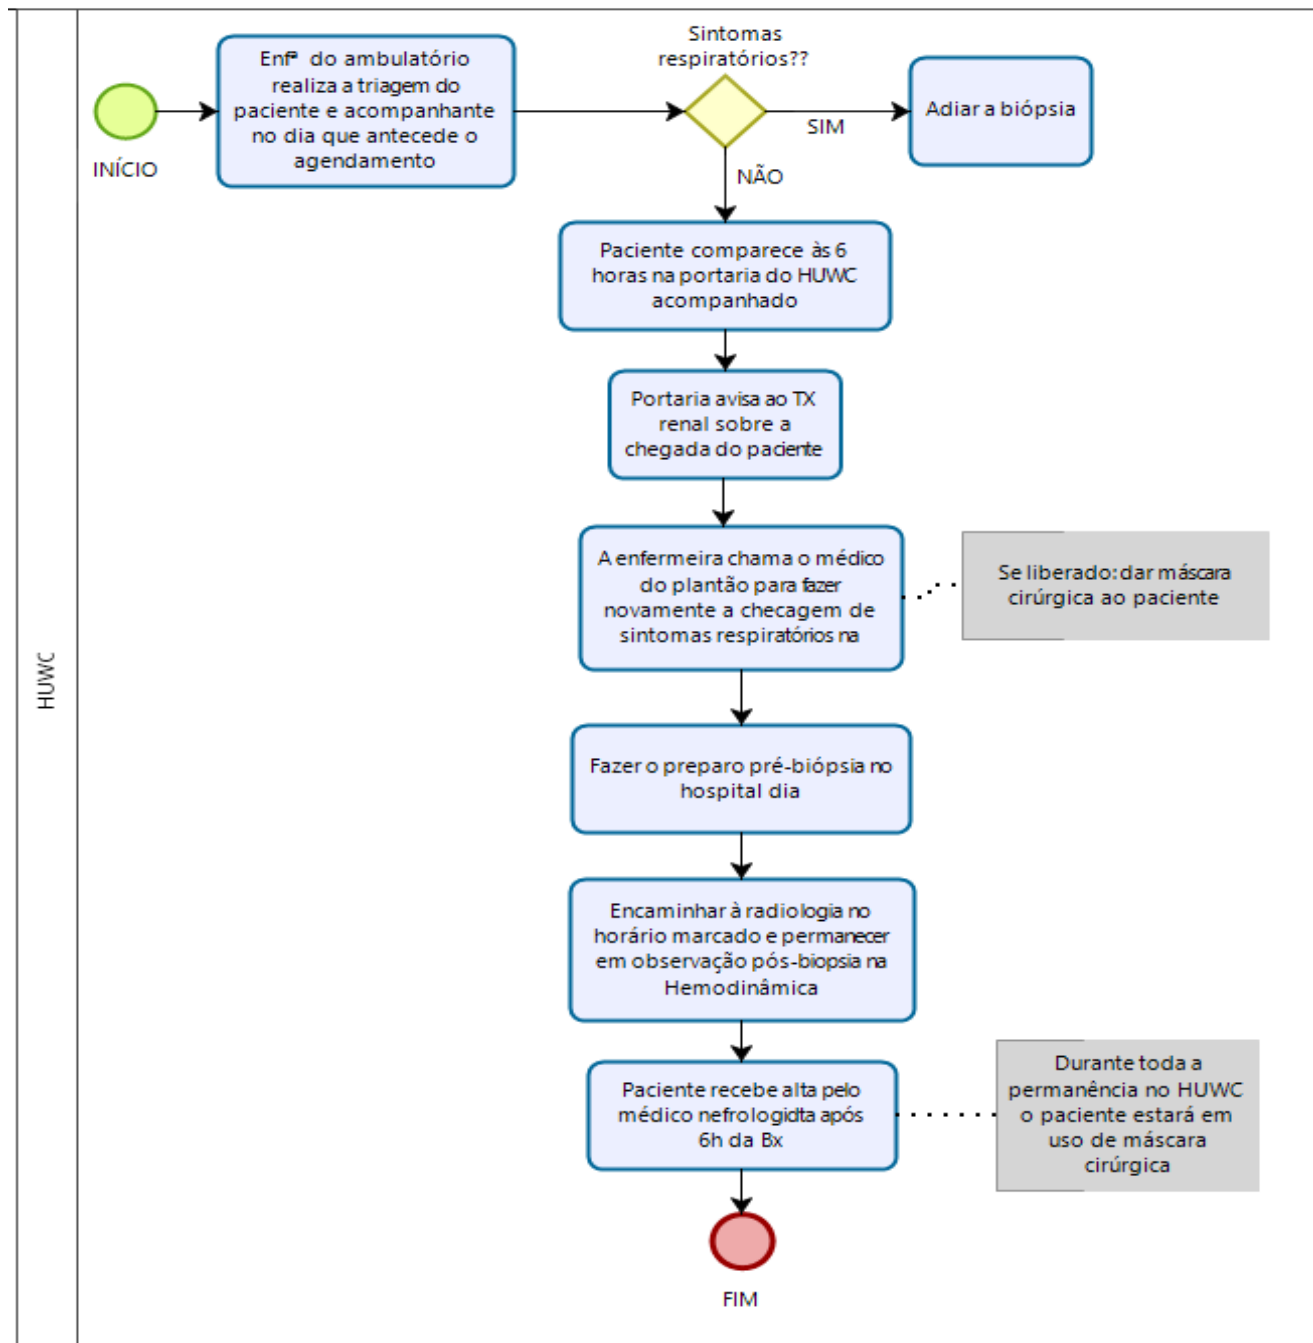 HUWC
INÍCIO
Enfª do ambulatório
realiza a triagem do
paciente e acompanhante
no dia que antecede o
agendamento
Sintomas
respiratórios??
SIM
Adiar a biópsia
NÃO
Paciente comparece às 6
horas na portaria do HUWC
acompanhado
Portaria avisa ao TX
renal sobre a
chegada do paciente
A enfermeira chama o médico
do plantão para fazer
novamente a checagem de
sintomas respiratórios na
Se liberado:dar máscara
cirúrgica ao paciente
Fazer o preparo pré-biópsia no
hospital dia
Encaminhar à radiologia no
horário marcado e permanecer
em observação pós-biopsia na
Hemodinâmica
Paciente recebe alta pelo
médico nefrologidta após
6h da Bx
Durante toda a
permanência no HUWC
o paciente estará em
uso de máscara
cirúrgica
FIM